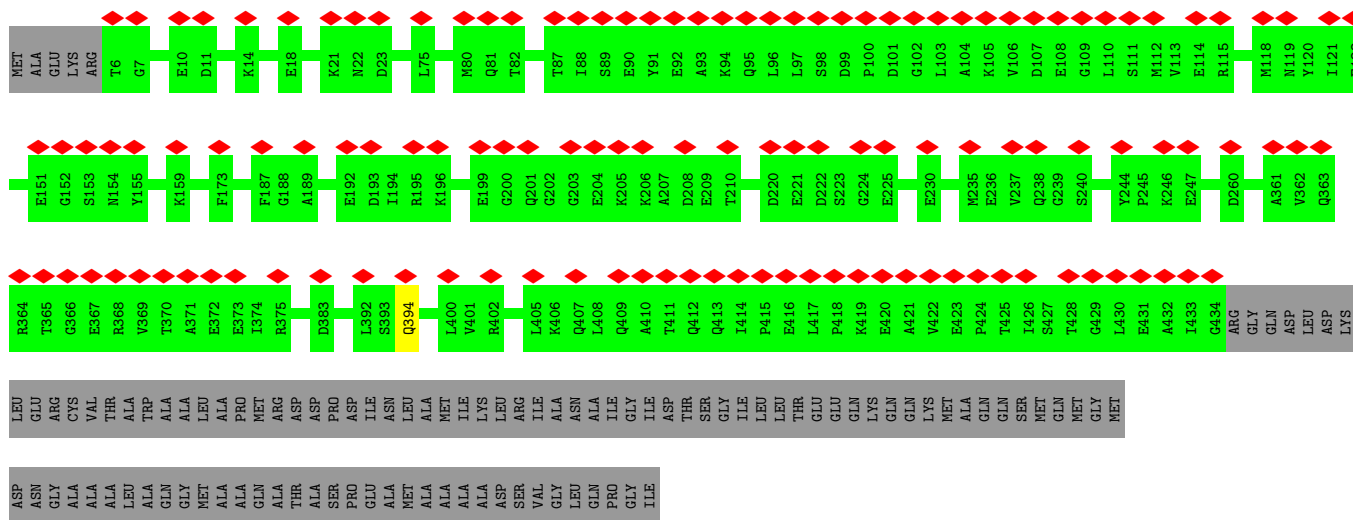 MET ALA GLU LYS ARG T6 G7 E10 D11 K14 E18 K21 N22 D23 L75 M80 Q81 T82 T87 I88 S89 E90 Y91 E92 A93 K94 Q95 L96 L97 S98 D99 P100 D101 G102 L103 A104 K105 V106 D107 E108 G109 L110 S111 M112 V113 E114 R115 M118 N119 Y120 I121
E151 G152 S153 N154 Y155 K159 F173 F187 G188 A189 E192 D193 I194 R195 K196 E199 G200 Q201 G202 G203 E204 K205 K206 A207 D208 E209 T210 D220 E221 D222 S223 G224 E225 E230 M235 E236 V237 Q238 G239 S240 Y244 P245 K246 E247 D260 A361 V362 Q363
R364 T365 G366 E367 R368 V369 T370 A371 E372 E373 I374 R375 D383 L392 S393 Q394 L400 V401 R402 L405 K406 Q407 L408 Q409 A410 T411 Q412 Q413 I414 P415 E416 L417 P418 K419 E420 A421 V422 E423 P424 T425 I426 S427 T428 G429 L430 E431 A432 I433 G434 ARG GLY GLN ASP LEU ASP LYS
LEU GLU ARG CYS VAL THR ALA TRP ALA ALA LEU ALA PRO MET ARG ASP ASP PRO ASP ILE ASN LEU ALA MET ILE LYS LEU ARG ILE ALA ASN ALA ILE GLY ILE ASP THR SER GLY ILE LEU LEU THR GLU GLU GLN LYS GLN GLN LYS MET ALA GLN GLN SER MET GLN MET GLY MET
ASP ASN GLY ALA ALA ALA LEU ALA GLN GLY MET ALA ALA GLN ALA THR ALA SER PRO GLU ALA MET ALA ALA ALA ALA ASP SER VAL GLY LEU GLN PRO GLY ILE